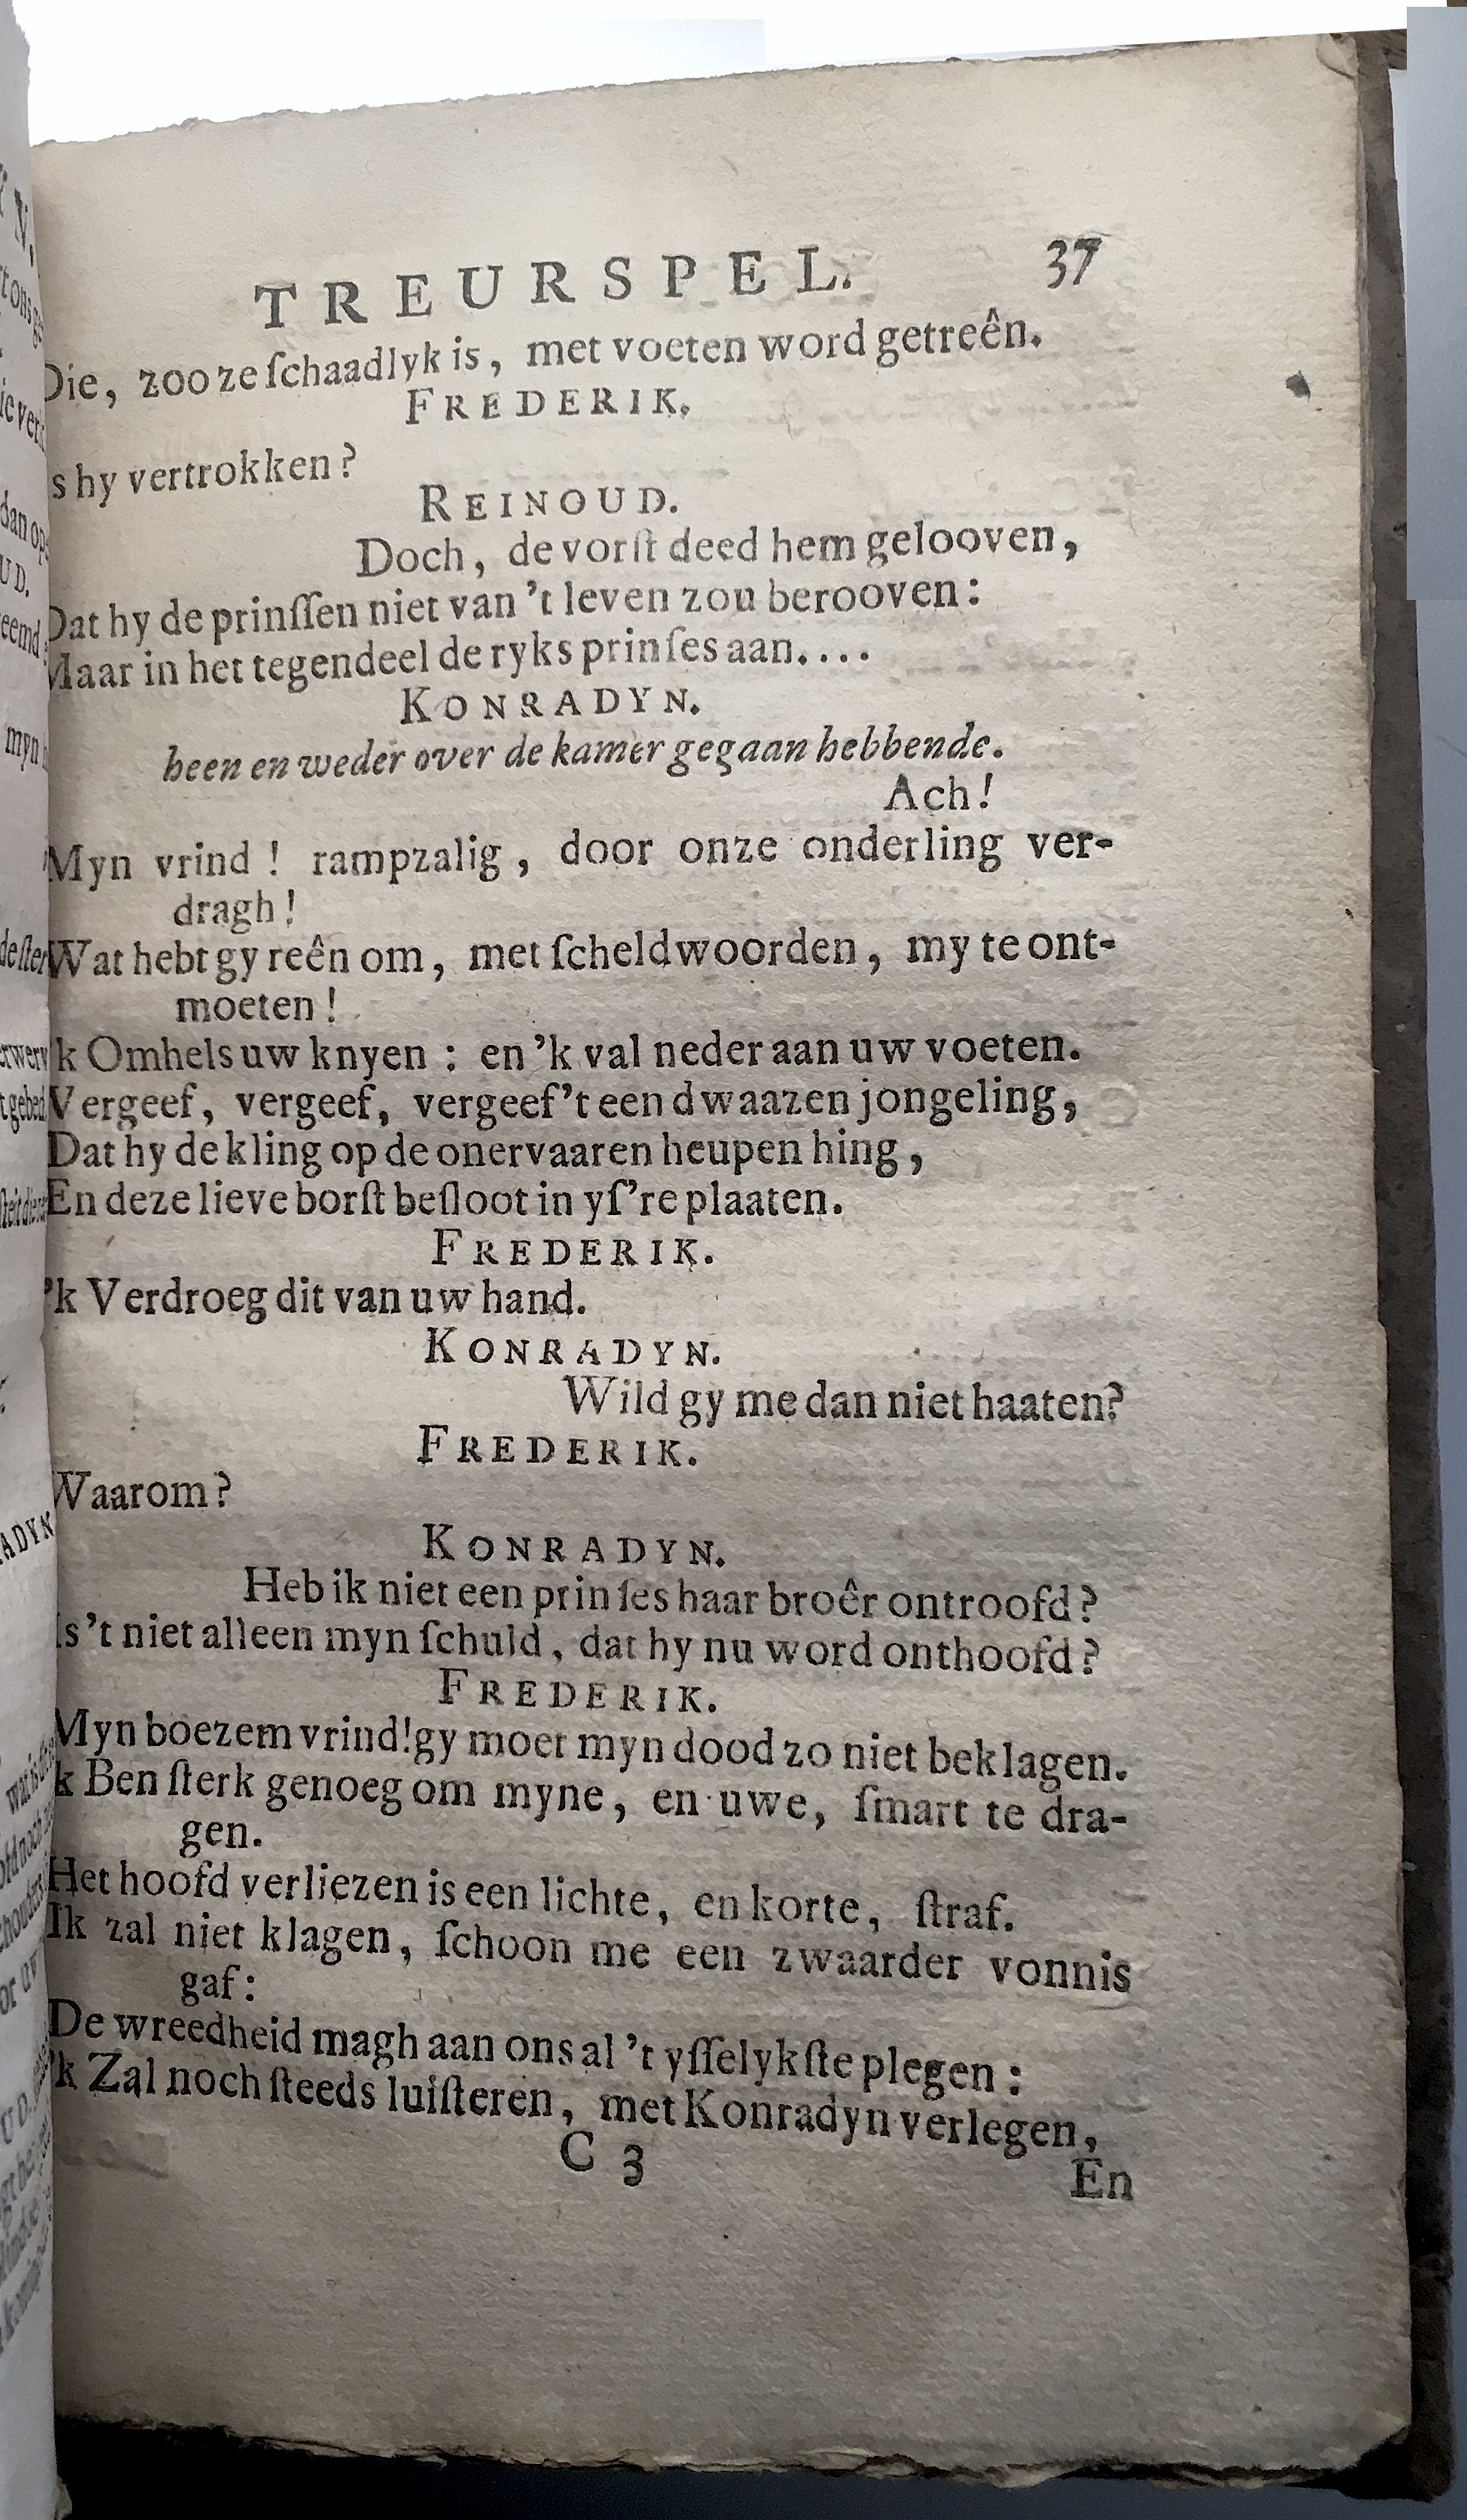 TREURSPEL. 37
Die, zoo ze ſchaadlyk is, met voeten word getreên.
FREDERIK.
s hy vertrokken?
REINOUD.
Doch, de vorſt deed hem gelooven,
Dat hy de prinſſen niet van 't leven zou berooven:
Maar in het tegendeel de ryks prinſes aan....
KONRADYN.
heen en weder over de kamer gegaan hebbende.
Ach!
Myn vrind! rampzalig, door onze onderling ver-
dragh!
Wat hebt gy reên om, met ſcheldwoorden, my te ont-
moeten!
'k Omhels uw knyen: en 'k val neder aan uw voeten.
Vergeef, vergeef, vergeef 't een dwaazen jongeling,
Dat hy de kling op de onervaaren heupen hing,
En deze lieve borſt beſloot in yſ're plaaten.
FREDERIK.
'k Verdroeg dit van uw hand.
KONRADYN.
Wild gy me dan niet haaten?
FREDERIK.
Waarom?
KONRADYN.
Heb ik niet een prinſes haar broêr ontroofd?
Is 't niet alleen myn ſchuld, dat hy nu word onthoofd?
FREDERIK.
Myn boezem vrind! gy moet myn dood zo niet beklagen.
k Ben ſterk genoeg om myne, en uwe, ſmart te dra-
gen.
Het hoofd verliezen is een lichte, en korte, ſtraf.
Ik zal niet klagen, ſchoon me een zwaarder vonnis
gaf:
De wreedheid magh aan ons al 't yſſelykſte plegen:
'k Zal noch ſteeds luiſteren, met Konradyn verlegen,
C 3
En